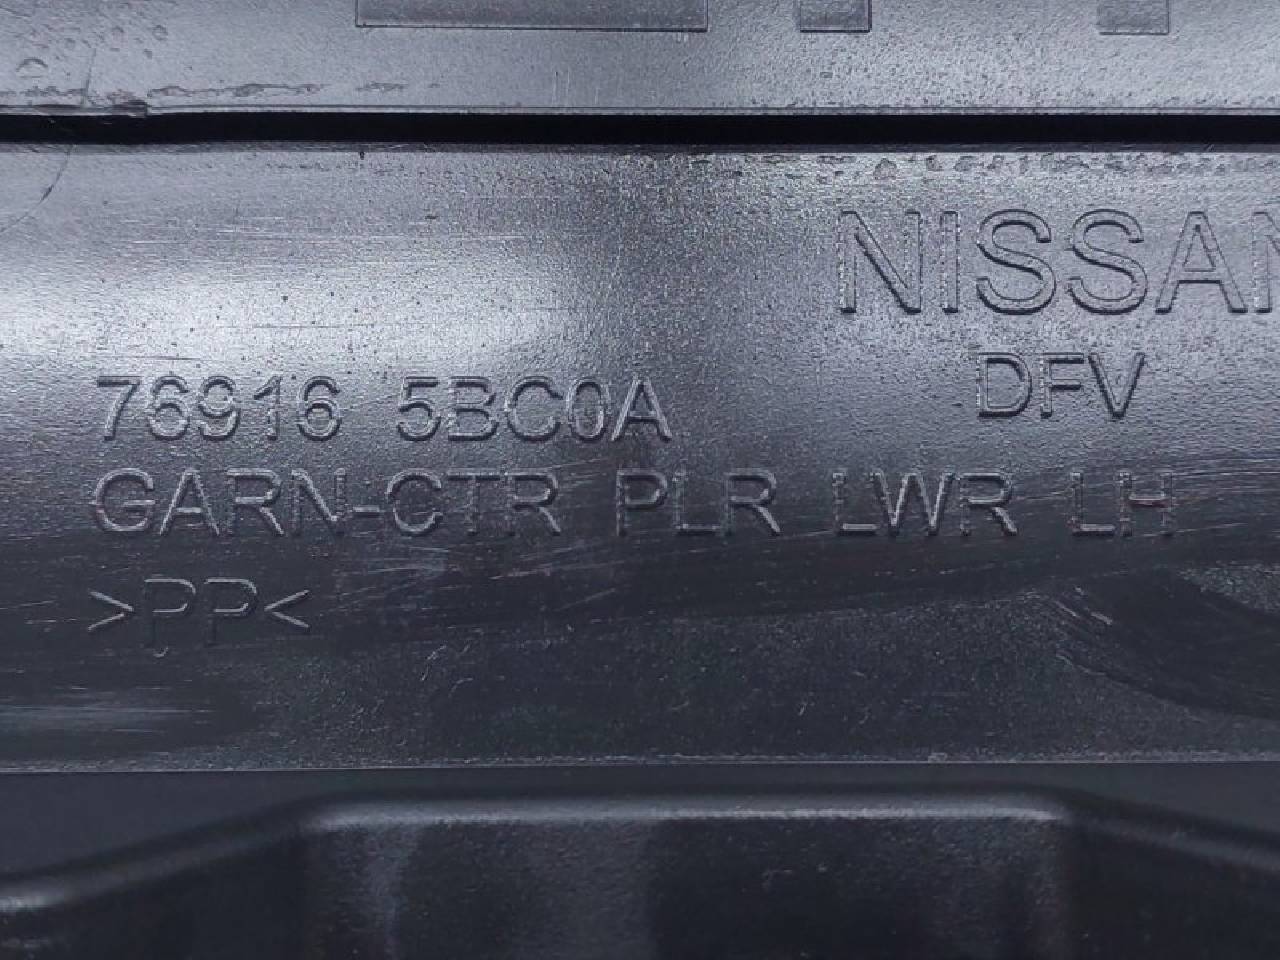 NISSAN
DFV
76916 5BC0A
GARN-CTR PLR LWR LH
>PP<